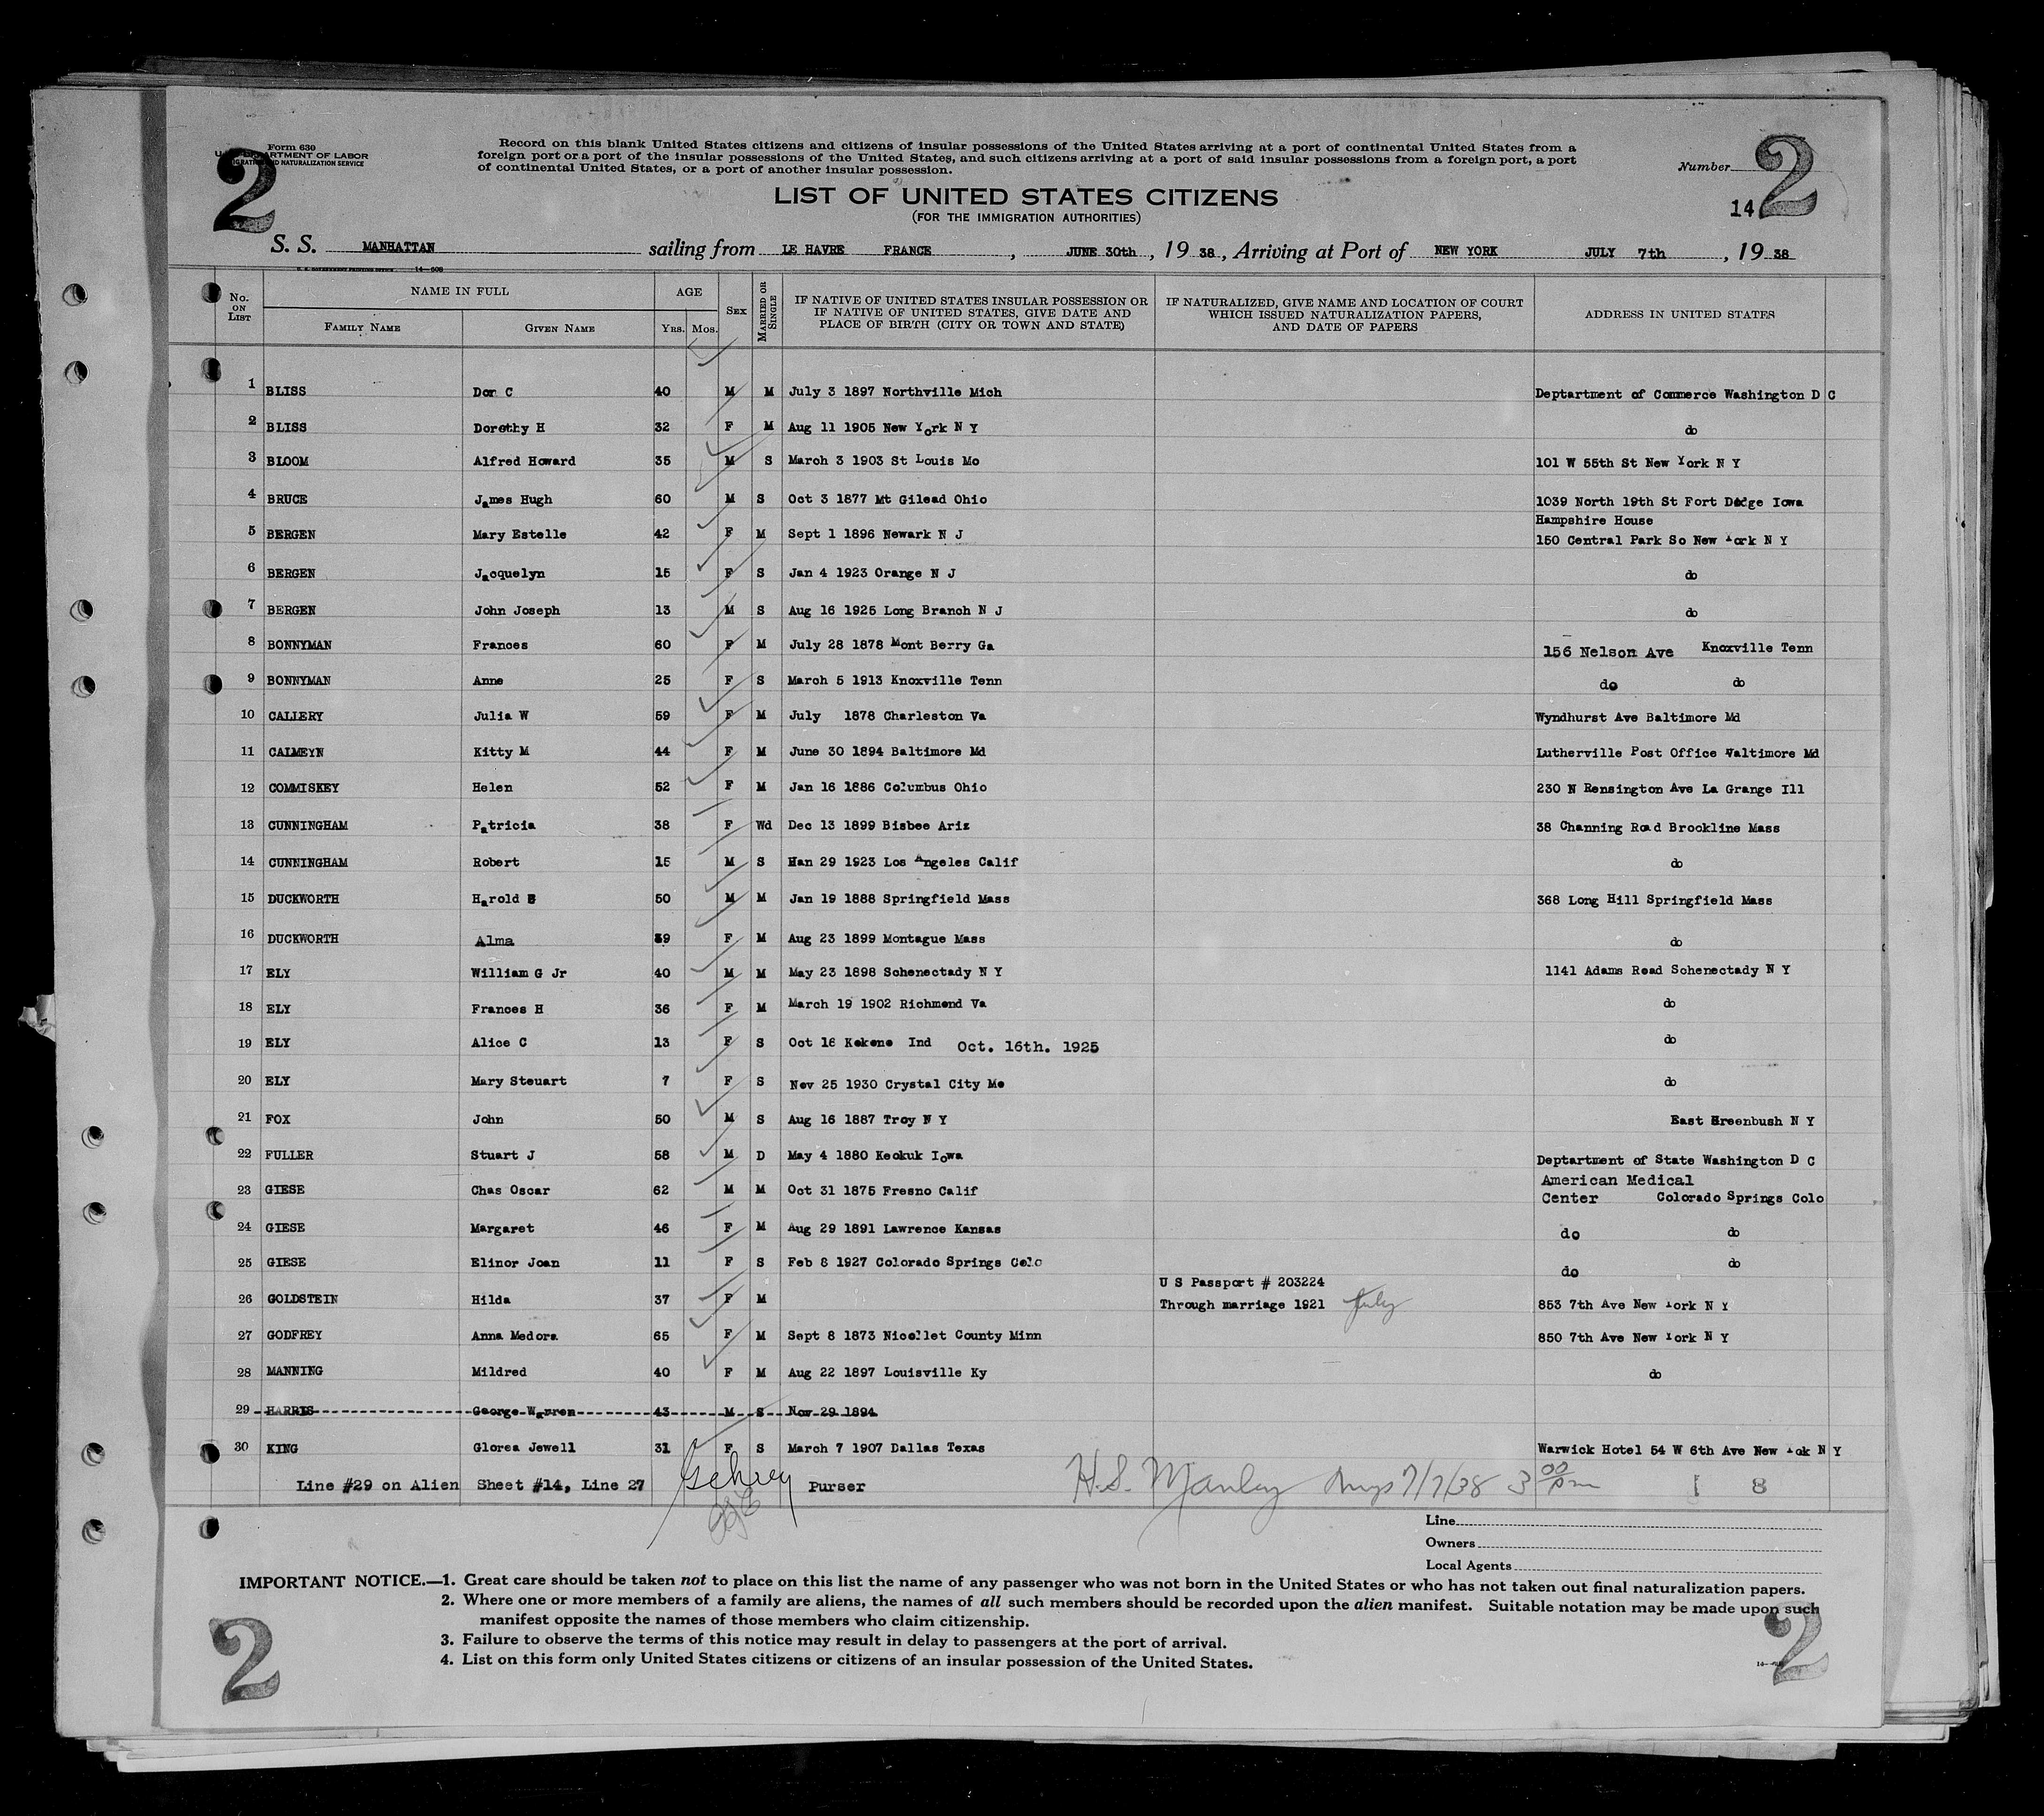 2
2
Form 630
DEPARTMENT OF LABOR
AND NATURALIZATION SERVICE
Record on this blank United States citizens and citizens of insular possessions of the United States arriving at a port of continental United States from a
foreign port or a port of the insular possessions of the United States, and such citizens arriving at a port of said insular possessions from a foreign port, a port
of continental United States, or a port of another insular possession.
Number
14
LIST OF UNITED STATES CITIZENS
(FOR THE IMMIGRATION AUTHORITIES)
S. S. MANHATTAN sailing from LE HAVRE FRANCE , JUNE 30th , 19 38 , Arriving at Port of NEW YORK JULY 7th , 19 38
U. S. GOVERNMENT PRINTING OFFICE 14-506
No. ON LIST NAME IN FULL AGE SEX MARRIED OR SINGLE IF NATIVE OF UNITED STATES INSULAR POSSESSION OR IF NATIVE OF UNITED STATES, GIVE DATE AND PLACE OF BIRTH (CITY OR TOWN AND STATE) IF NATURALIZED, GIVE NAME AND LOCATION OF COURT WHICH ISSUED NATURALIZATION PAPERS, AND DATE OF PAPERS ADDRESS IN UNITED STATES
FAMILY NAME GIVEN NAME YRS. MOS.
1 BLISS Dor C 40 M M July 3 1897 Northville Mich Deptartment of Commerce Washington D C
2 BLISS Dorothy H 32 F M Aug 11 1905 New York N Y do
3 BLOOM Alfred Howard 35 M S March 3 1903 St Louis Mo 101 W 55th St New York N Y
4 BRUCE James Hugh 60 M S Oct 3 1877 Mt Gilead Ohio 1039 North 19th St Fort Dodge Iowa
Hampshire House
5 BERGEN Mary Estelle 42 F M Sept 1 1896 Newark N J 150 Central Park So New York N Y
6 BERGEN Jacquelyn 15 F S Jan 4 1923 Orange N J do
7 BERGEN John Joseph 13 M S Aug 16 1925 Long Branch N J do
8 BONNYMAN Frances 60 F M July 28 1878 Mont Berry Ga 156 Nelson Ave Knoxville Tenn
9 BONNYMAN Anne 25 F S March 5 1913 Knoxville Tenn do do
10 CALLERY Julia W 59 F M July 1878 Charleston Va Wyndhurst Ave Baltimore Md
11 CALMEYN Kitty M 44 F M June 30 1894 Baltimore Md Lutherville Post Office Valtimore Md
12 COMMISKEY Helen 52 F M Jan 16 1886 Columbus Ohio 230 N Kensington Ave La Grange Ill
13 CUNNINGHAM Patricia 38 F Wd Dec 13 1899 Bisbee Ariz 38 Channing Road Brookline Mass
14 CUNNINGHAM Robert 15 M S Han 29 1923 Los Angeles Calif do
15 DUCKWORTH Harold B 50 M M Jan 19 1888 Springfield Mass 368 Long Hill Springfield Mass
16 DUCKWORTH Alma 39 F M Aug 23 1899 Montague Mass do
17 ELY William G Jr 40 M M May 23 1898 Schenectady N Y 1141 Adams Road Schenectady N Y
18 ELY Frances H 36 F M March 19 1902 Richmond Va do
19 ELY Alice C 13 F S Oct 16 Kokono Ind Oct. 16th. 1925 do
20 ELY Mary Steuart 7 F S Nov 25 1930 Crystal City Mo do
21 FOX John 50 M S Aug 16 1887 Troy N Y East Greenbush N Y
22 FULLER Stuart J 58 M D May 4 1880 Keokuk Iowa Deptartment of State Washington D C
American Medical
23 GIESE Chas Oscar 62 M M Oct 31 1875 Fresno Calif Center Colorado Springs Colo
24 GIESE Margaret 46 F M Aug 29 1891 Lawrence Kansas do do
25 GIESE Elinor Joan 11 F S Feb 8 1927 Colorado Springs Colo do do
U S Passport # 203224
26 GOLDSTEIN Hilda 37 F M Through marriage 1921 July 853 7th Ave New York N Y
27 GODFREY Anna Medora 65 F M Sept 8 1873 Nicollet County Minn 850 7th Ave New York N Y
28 MANNING Mildred 40 F M Aug 22 1897 Louisville Ky do
29 HARRIS George Warren 43 M S Nov 29 1894
30 KING Glorea Jewell 31 F S March 7 1907 Dallas Texas Warwick Hotel 54 W 6th Ave New Yok N Y
Line #29 on Alien Sheet #14, Line 27 Purser H.S. Manley 7/7/38 3 00 pm 1 8
Line
Owners
Local Agents
IMPORTANT NOTICE.—1. Great care should be taken not to place on this list the name of any passenger who was not born in the United States or who has not taken out final naturalization papers.
2. Where one or more members of a family are aliens, the names of all such members should be recorded upon the alien manifest. Suitable notation may be made upon such
manifest opposite the names of those members who claim citizenship.
3. Failure to observe the terms of this notice may result in delay to passengers at the port of arrival.
4. List on this form only United States citizens or citizens of an insular possession of the United States.
2
2